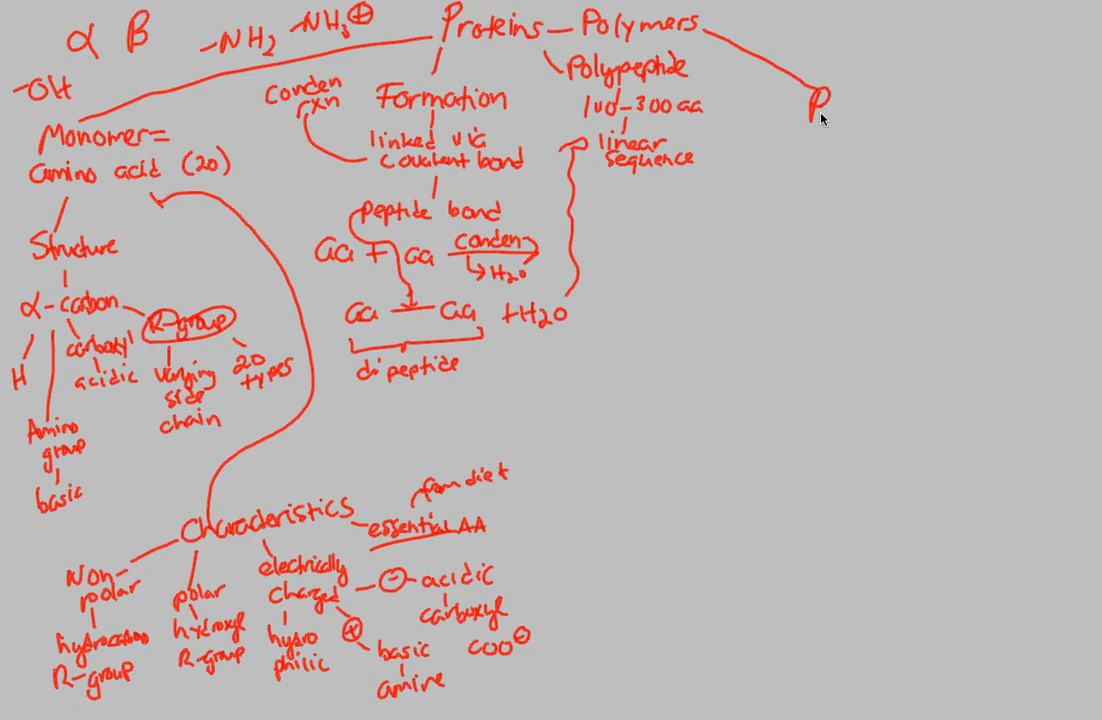 α β
-NH2
-NH3⊕
Proteins — Polymers
-OH
Conden
rxn
Formation
Polypeptide
100-300 aa
P
Monomer=
amino acid (20)
linked via
covalent bond
linear
sequence
peptide bond
Structure
aa + aa conden
→ H2O
α-carbon
R-group
aa — aa + H2O
H
carboxyl
acidic
varying
side
chain
20
types
dipeptide
Amino
group
basic
Characteristics
from diet
essential AA
Non-
polar
polar
electrically
charged
⊖ - acidic
carboxyl
COO⊖
hydrocarbon
R-group
hydroxyl
R-group
hydro
philic
⊕
basic
amine